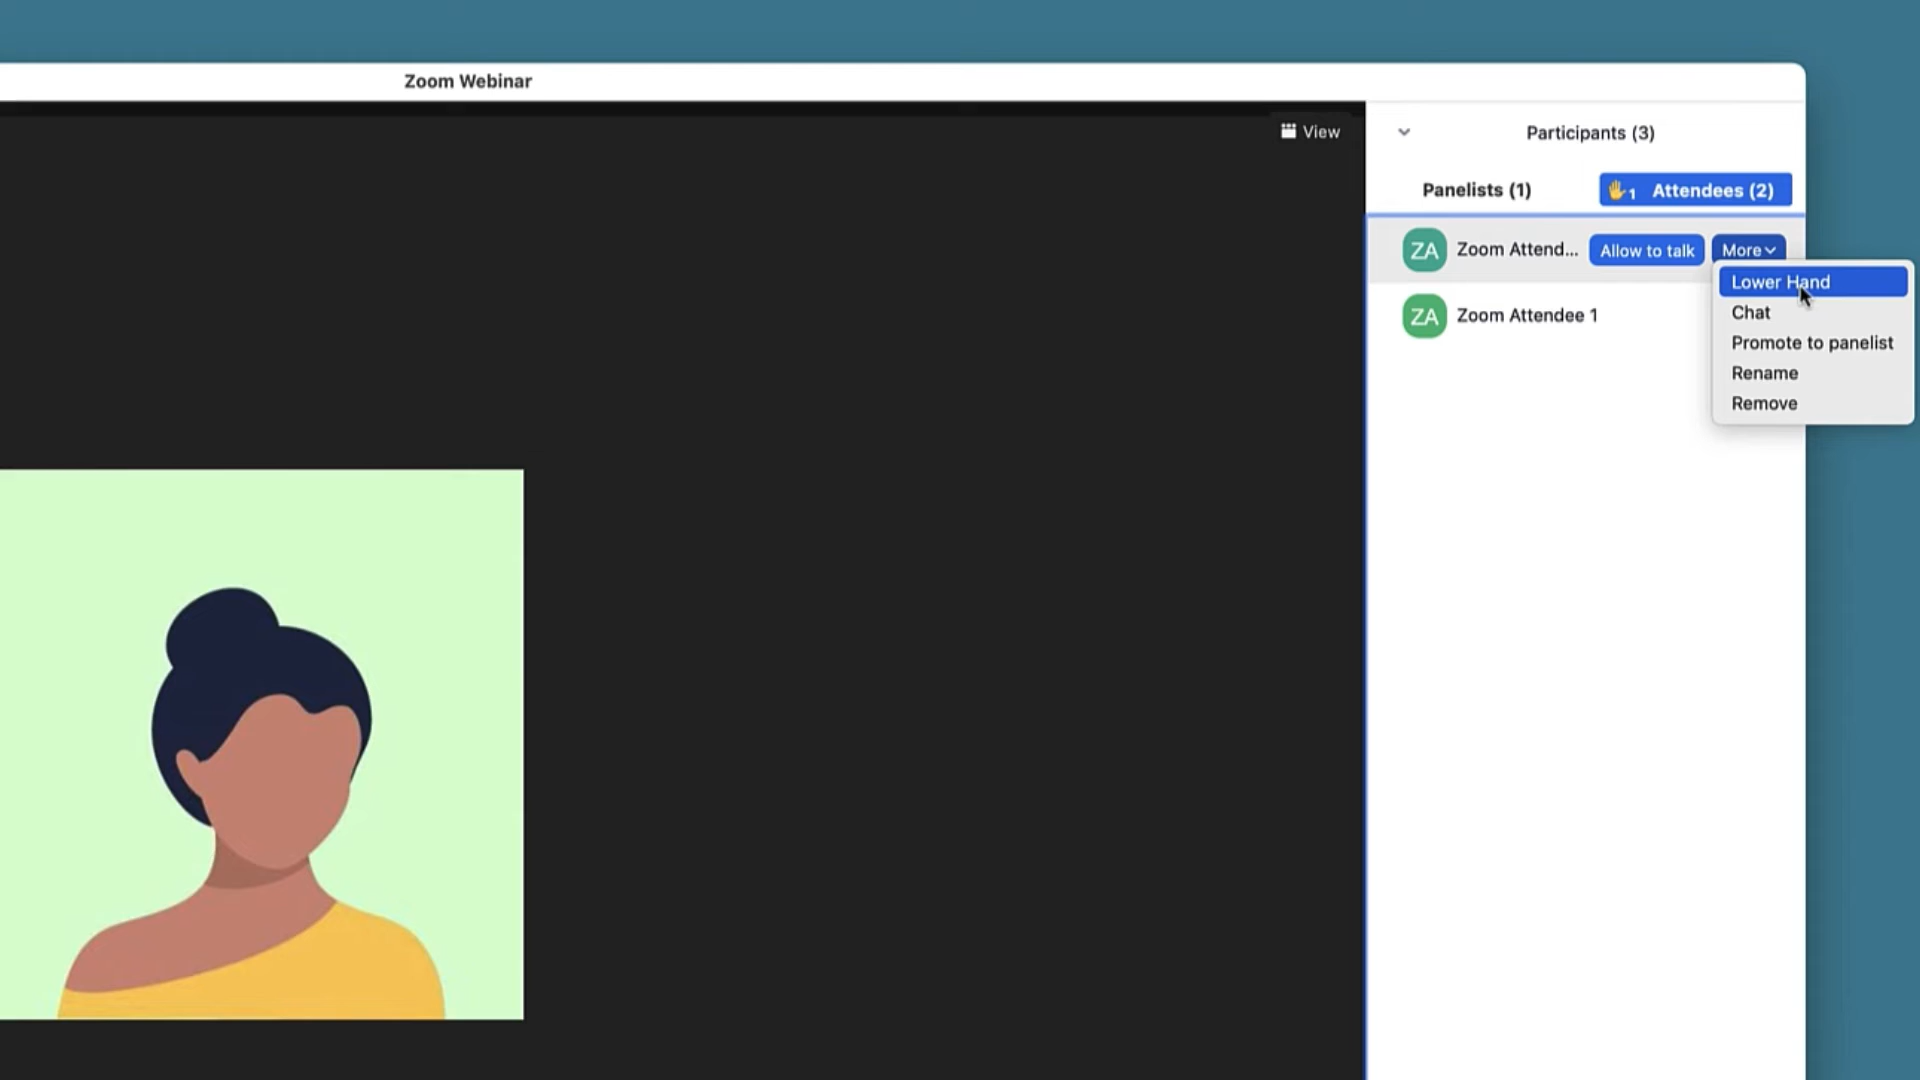 Zoom Webinar
View
Participants (3)
Panelists (1)
1 Attendees (2)
ZA Zoom Attend... Allow to talk More
Lower Hand
Chat
Promote to panelist
Rename
Remove
ZA Zoom Attendee 1